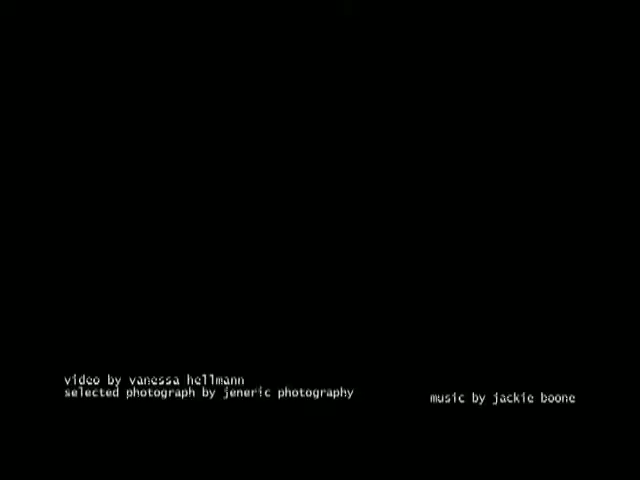 video by vanessa hellmann
selected photograph by jeneric photography
music by jackie boone